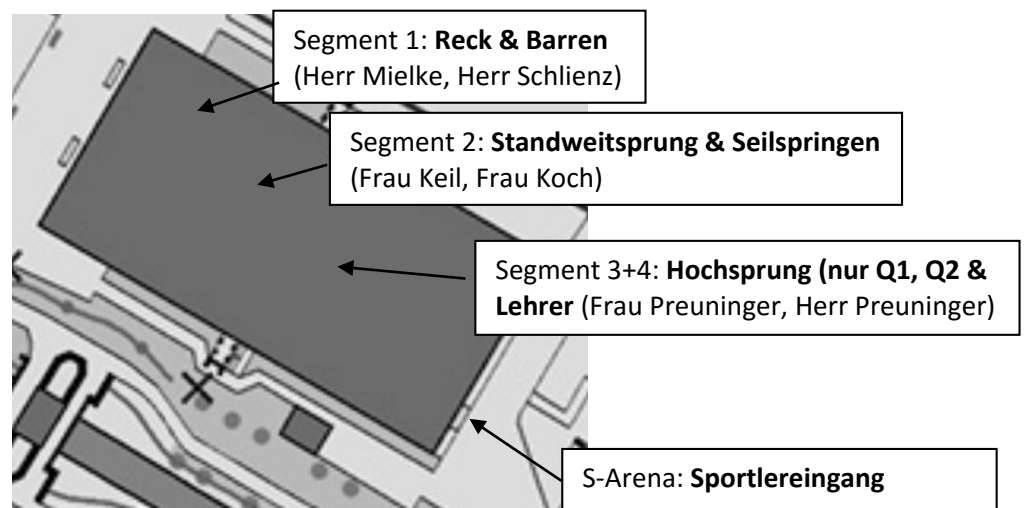 Segment 1: Reck & Barren
(Herr Mielke, Herr Schlienz)
Segment 2: Standweitsprung & Seilspringen
(Frau Keil, Frau Koch)
Segment 3+4: Hochsprung (nur Q1, Q2 &
Lehrer (Frau Preuninger, Herr Preuninger)
S-Arena: Sportlereingang